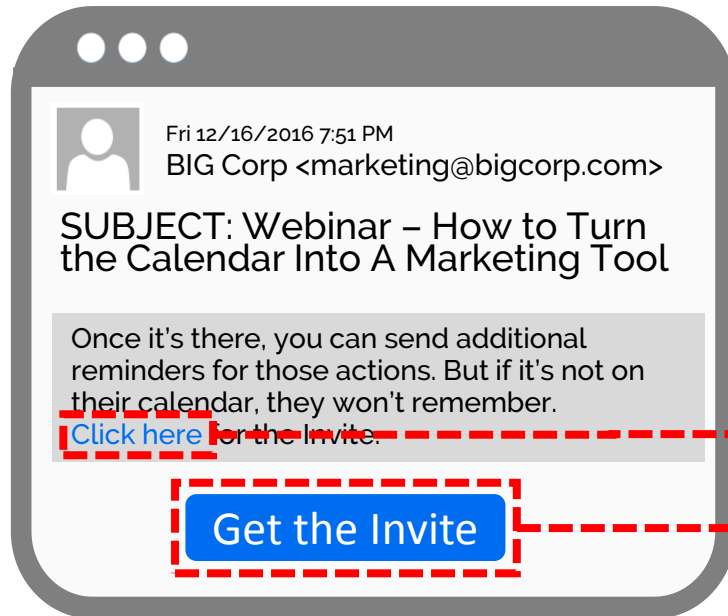 Fri 12/16/2016 7:51 PM
BIG Corp <marketing@bigcorp.com>
SUBJECT: Webinar – How to Turn
the Calendar Into A Marketing Tool
Once it’s there, you can send additional
reminders for those actions. But if it’s not on
their calendar, they won’t remember.
Click here for the Invite.
Get the Invite